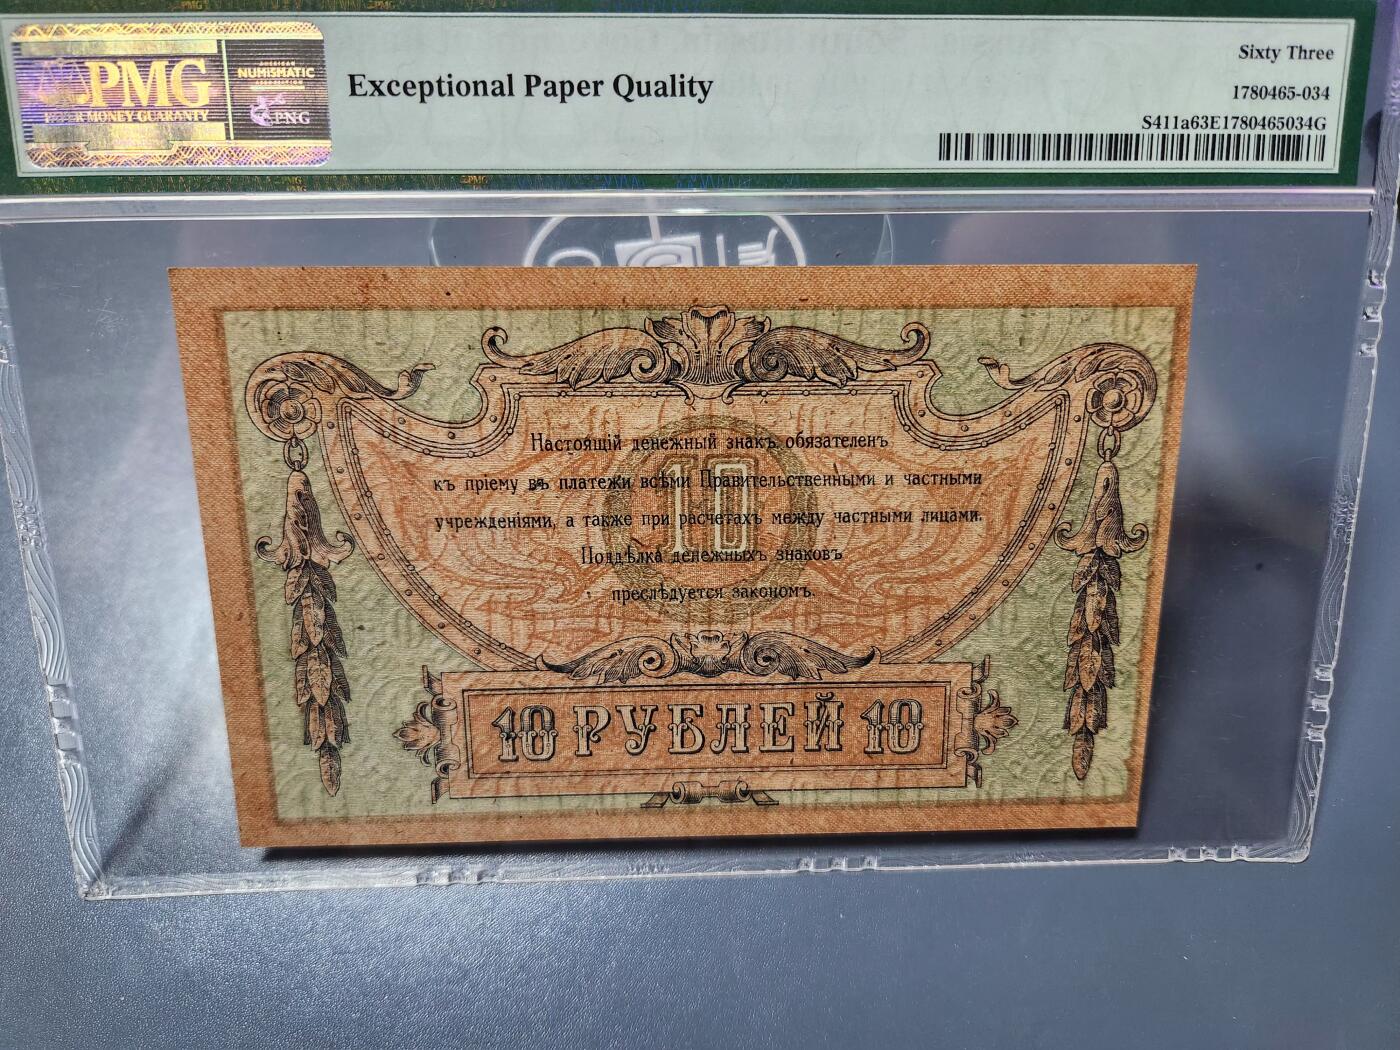 PMG
PAPER MONEY GUARANTY
NUMISMATIC
PNG
Exceptional Paper Quality
Sixty Three
1780465-034
S411a63E1780465034G
Настоящій денежный знакъ обязателенъ
къ пріему въ платежи всѣми Правительственными и частными
учрежденіями, а также при расчетахъ между частными лицами.
Поддѣлка денежныхъ знаковъ
преслѣдуется закономъ.
10
10 РУБЛЕЙ 10